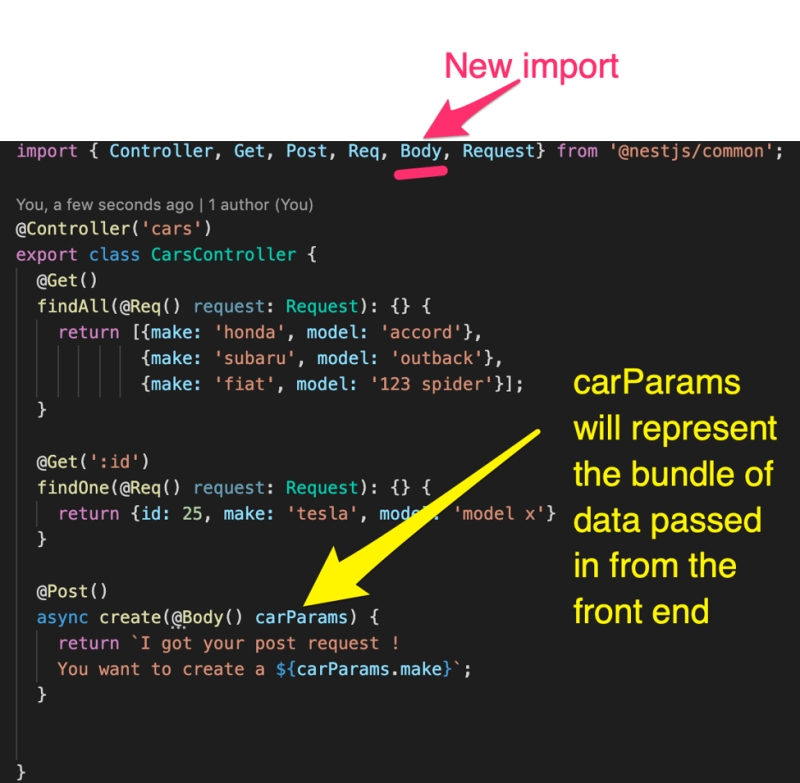 New import
import { Controller, Get, Post, Req, Body, Request} from '@nestjs/common';
You, a few seconds ago | 1 author (You)
@Controller('cars')
export class CarsController {
@Get()
findAll(@Req() request: Request): {} {
return [{make: 'honda', model: 'accord'},
{make: 'subaru', model: 'outback'},
{make: 'fiat', model: '123 spider'}];
}
@Get(':id')
findOne(@Req() request: Request): {} {
return {id: 25, make: 'tesla', model: 'model x'}
}
@Post()
async create(@Body() carParams) {
return `I got your post request !
You want to create a ${carParams.make}`;
}
}
carParams
will represent
the bundle of
data passed
in from the
front end